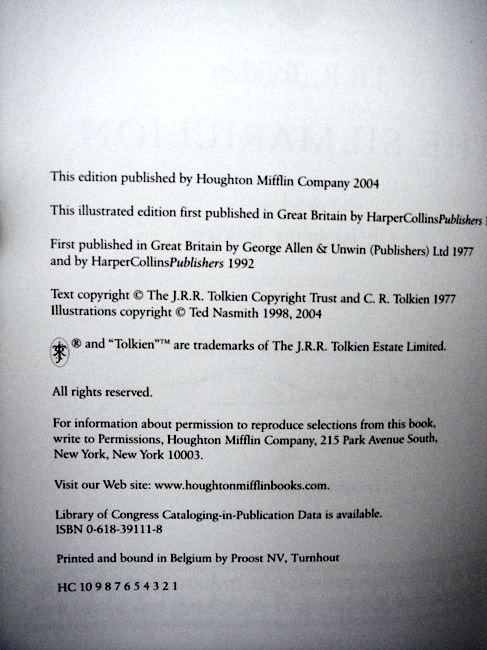 This edition published by Houghton Mifflin Company 2004
This illustrated edition first published in Great Britain by HarperCollinsPublishers
First published in Great Britain by George Allen & Unwin (Publishers) Ltd 1977
and by HarperCollinsPublishers 1992
Text copyright © The J.R.R. Tolkien Copyright Trust and C. R. Tolkien 1977
Illustrations copyright © Ted Nasmith 1998, 2004
® and “Tolkien”™ are trademarks of The J.R.R. Tolkien Estate Limited.
All rights reserved.
For information about permission to reproduce selections from this book,
write to Permissions, Houghton Mifflin Company, 215 Park Avenue South,
New York, New York 10003.
Visit our Web site: www.houghtonmifflinbooks.com.
Library of Congress Cataloging-in-Publication Data is available.
ISBN 0-618-39111-8
Printed and bound in Belgium by Proost NV, Turnhout
HC 10 9 8 7 6 5 4 3 2 1